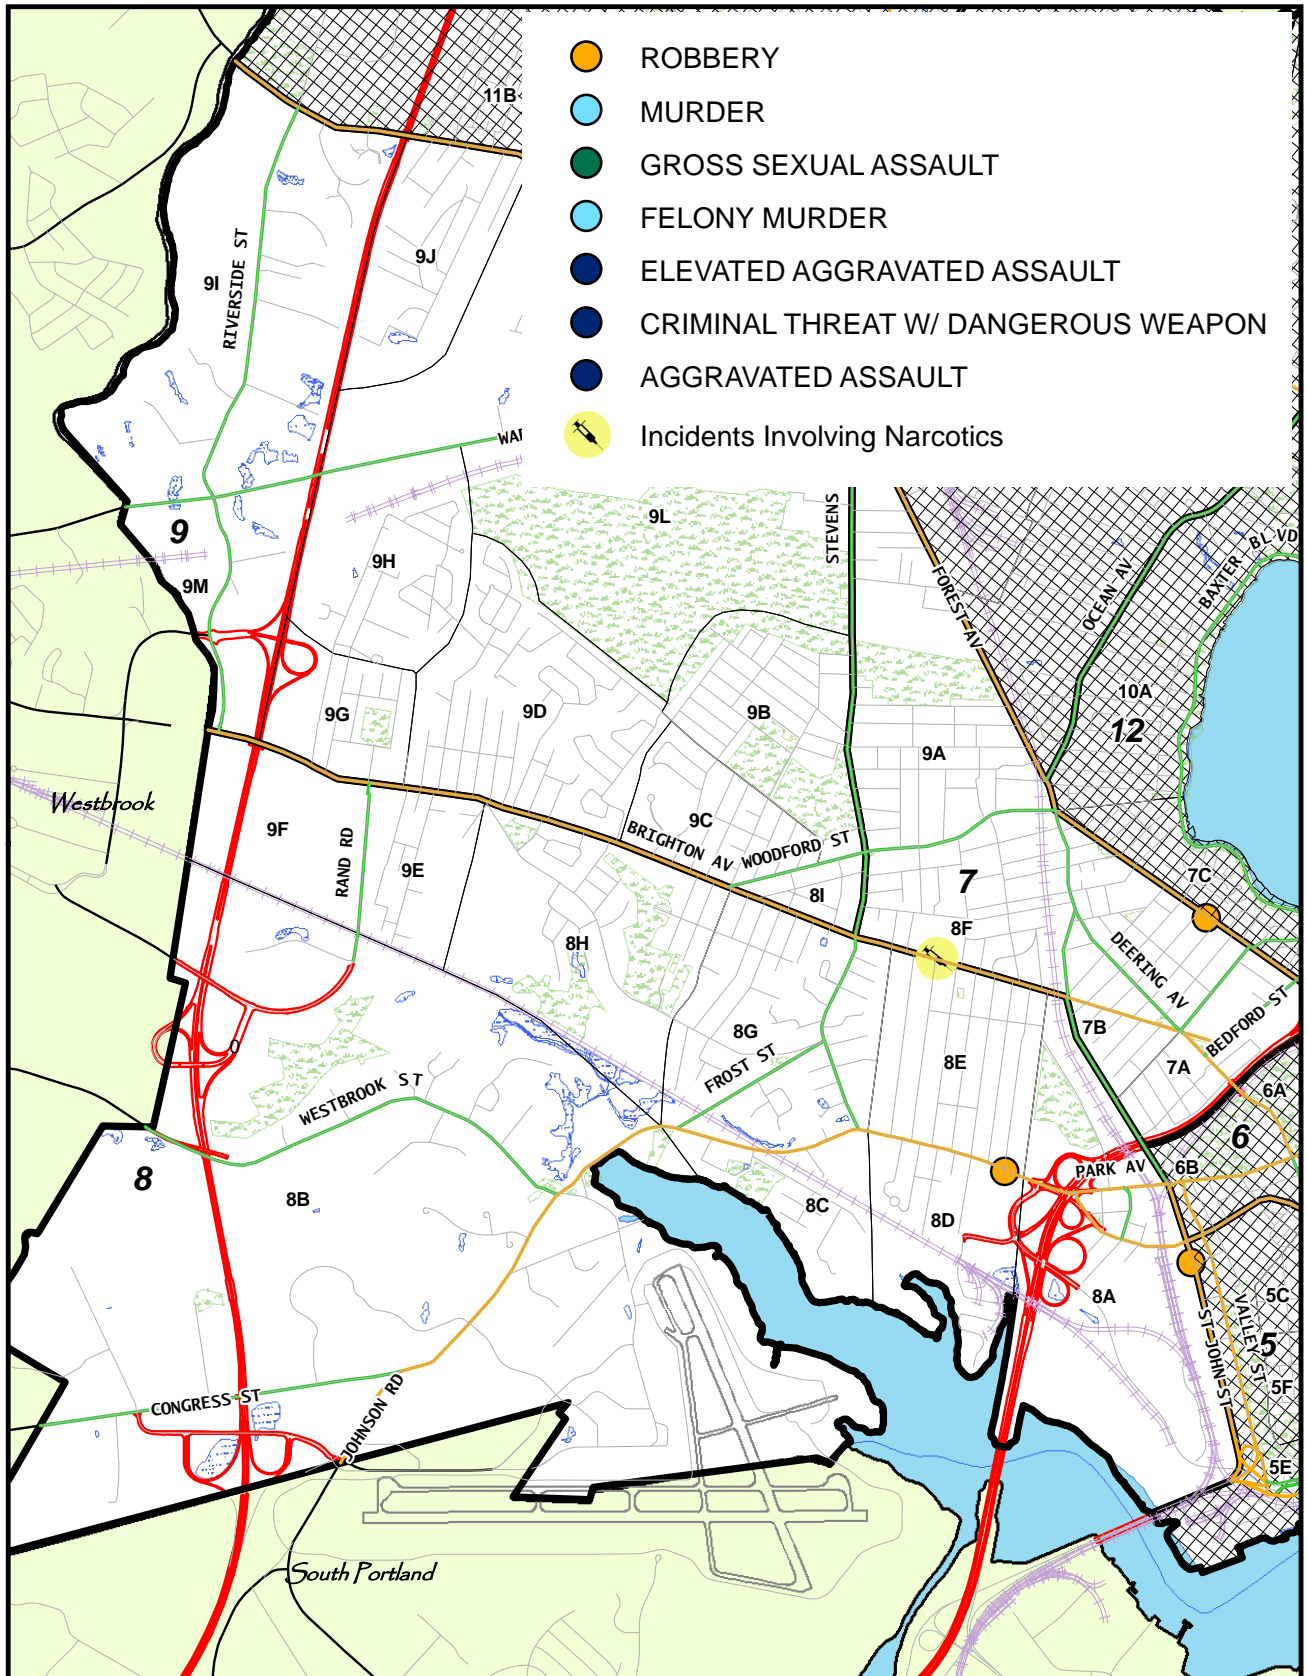 ROBBERY
MURDER
GROSS SEXUAL ASSAULT
FELONY MURDER
ELEVATED AGGRAVATED ASSAULT
CRIMINAL THREAT W/ DANGEROUS WEAPON
AGGRAVATED ASSAULT
Incidents Involving Narcotics
11B
9J
9I
RIVERSIDE ST
WAR
9L
STEVENS
9
9H
9M
FOREST AV
OCEAN AV
BAXTER BLVD
10A
12
9G
9D
9B
9A
Westbrook
9F
RAND RD
9E
9C
BRIGHTON AV
WOODFORD ST
8I
7
7C
8F
8H
DEERING AV
BEDFORD ST
7B
7A
8G
FROST ST
8E
6A
6
WESTBROOK ST
PARK AV
6B
8
8B
8C
8D
8A
5C
VALLEY ST
ST JOHN ST
5
5F
CONGRESS ST
JOHNSON RD
5E
South Portland